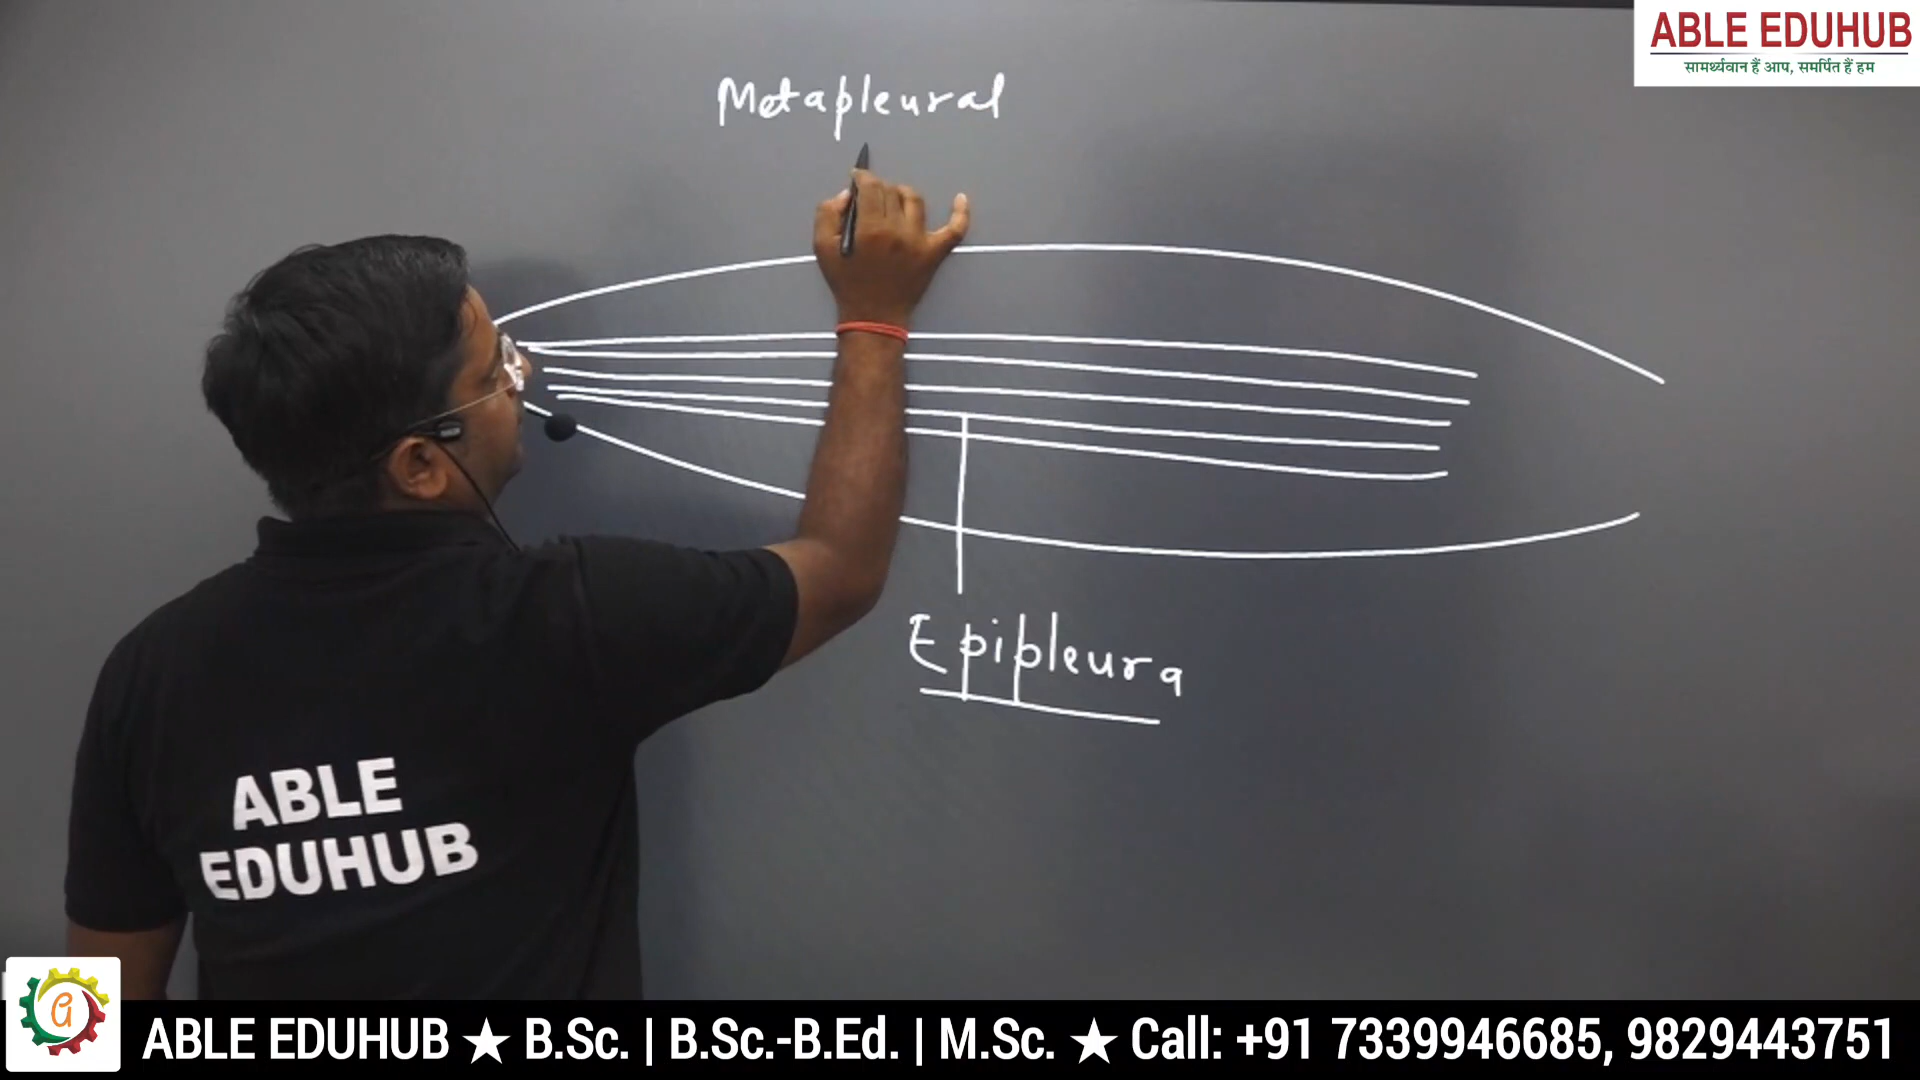 ABLE EDUHUB
सामर्थ्यवान हैं आप, समर्पित हैं हम
Metapleural
Epipleura
ABLE
EDUHUB
ABLE EDUHUB ★ B.Sc. | B.Sc.-B.Ed. | M.Sc. ★ Call: +91 7339946685, 9829443751